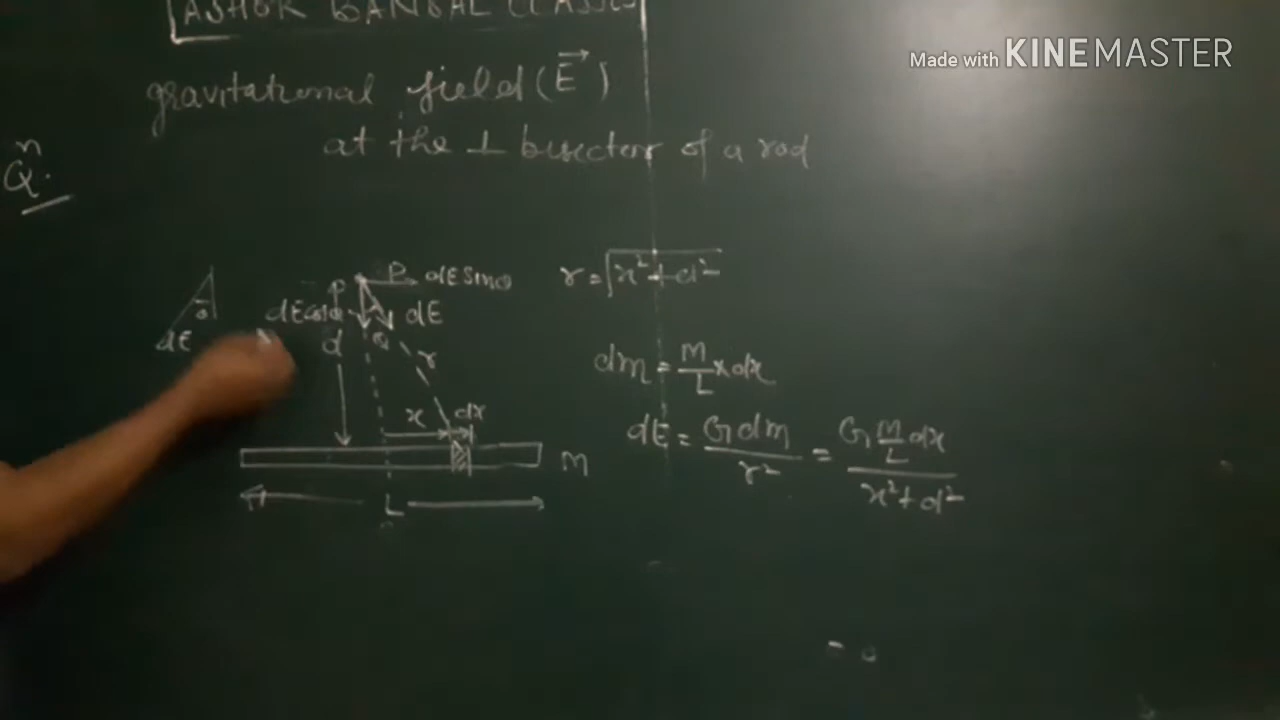 ASHOK BANSAL CLASSES
Made with KINEMASTER
gravitational field (E⃗)
at the ⊥ bisector of a rod
Qⁿ.
P dE sinθ
r = √x²+d²
dE cosθ dE
dE d θ r
dm = M/L × dx
x dx
dE = G dm / r² = G M/L dx / x²+d²
M
L
=